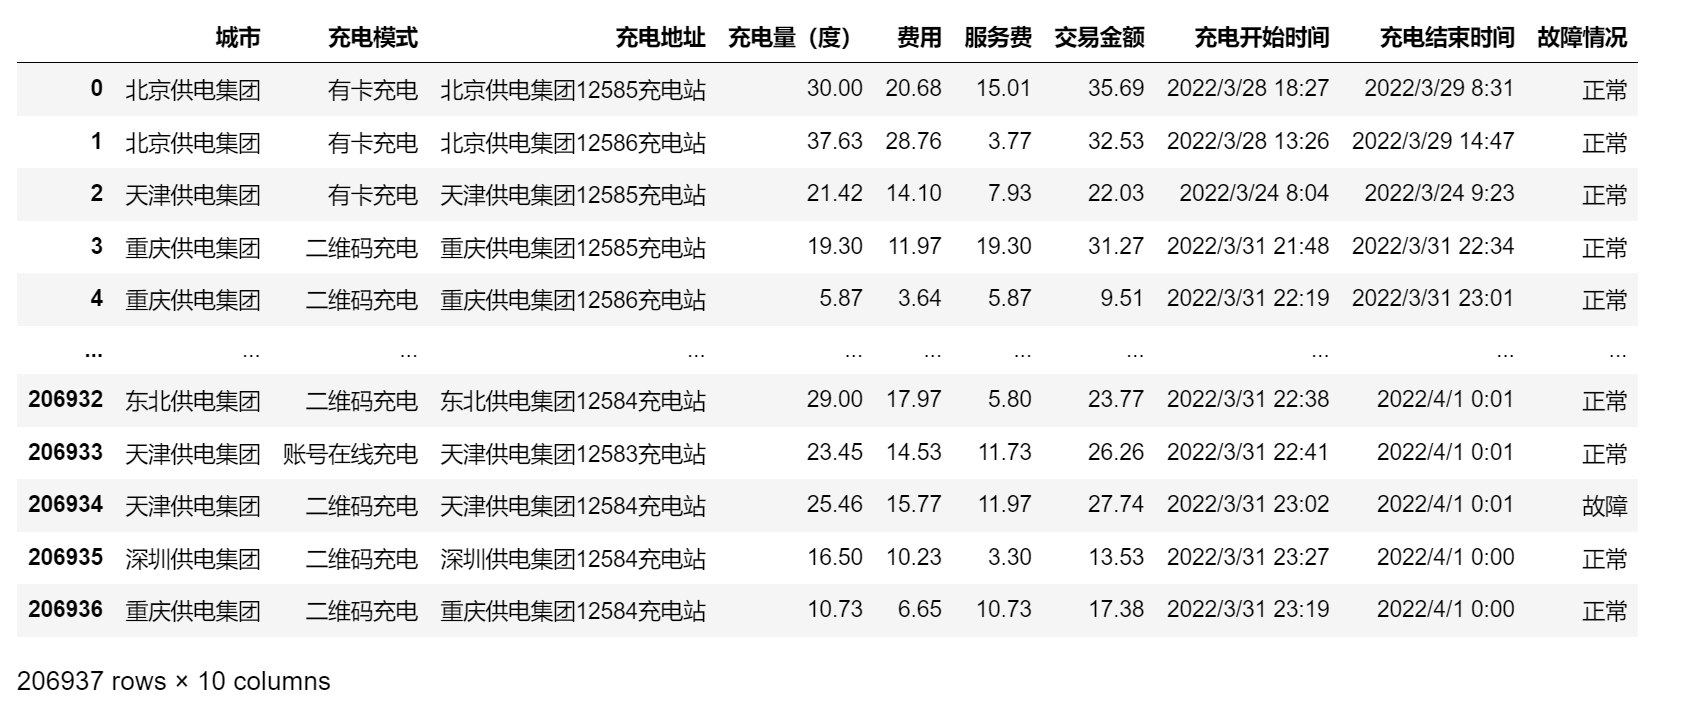 城市 充电模式 充电地址 充电量（度） 费用 服务费 交易金额 充电开始时间 充电结束时间 故障情况
0 北京供电集团 有卡充电 北京供电集团12585充电站 30.00 20.68 15.01 35.69 2022/3/28 18:27 2022/3/29 8:31 正常
1 北京供电集团 有卡充电 北京供电集团12586充电站 37.63 28.76 3.77 32.53 2022/3/28 13:26 2022/3/29 14:47 正常
2 天津供电集团 有卡充电 天津供电集团12585充电站 21.42 14.10 7.93 22.03 2022/3/24 8:04 2022/3/24 9:23 正常
3 重庆供电集团 二维码充电 重庆供电集团12585充电站 19.30 11.97 19.30 31.27 2022/3/31 21:48 2022/3/31 22:34 正常
4 重庆供电集团 二维码充电 重庆供电集团12586充电站 5.87 3.64 5.87 9.51 2022/3/31 22:19 2022/3/31 23:01 正常
... ... ... ... ... ... ... ... ... ... ...
206932 东北供电集团 二维码充电 东北供电集团12584充电站 29.00 17.97 5.80 23.77 2022/3/31 22:38 2022/4/1 0:01 正常
206933 天津供电集团 账号在线充电 天津供电集团12583充电站 23.45 14.53 11.73 26.26 2022/3/31 22:41 2022/4/1 0:01 正常
206934 天津供电集团 二维码充电 天津供电集团12584充电站 25.46 15.77 11.97 27.74 2022/3/31 23:02 2022/4/1 0:01 故障
206935 深圳供电集团 二维码充电 深圳供电集团12584充电站 16.50 10.23 3.30 13.53 2022/3/31 23:27 2022/4/1 0:00 正常
206936 重庆供电集团 二维码充电 重庆供电集团12584充电站 10.73 6.65 10.73 17.38 2022/3/31 23:19 2022/4/1 0:00 正常
206937 rows × 10 columns